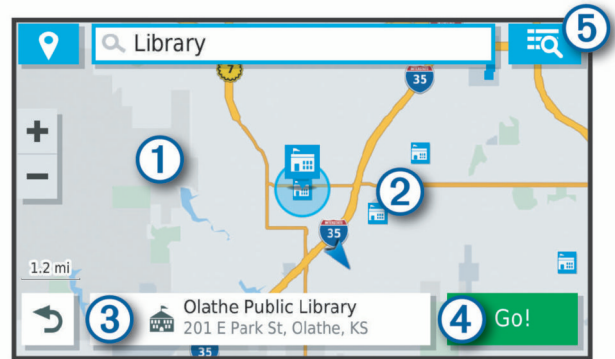 5
Library
7
35
+
1
−
2
35
1.2 mi
3
Olathe Public Library
201 E Park St, Olathe, KS
4
Go!
35